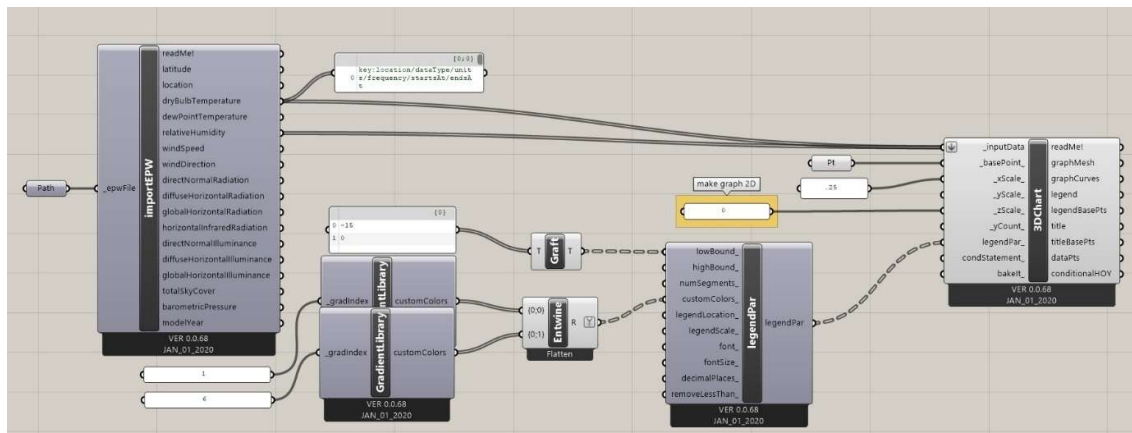 Path
_epwFile
importEPW
readMe!
latitude
location
dryBulbTemperature
dewPointTemperature
relativeHumidity
windSpeed
windDirection
directNormalRadiation
diffuseHorizontalRadiation
globalHorizontalRadiation
horizontalInfraredRadiation
directNormalIlluminance
diffuseHorizontalIlluminance
globalHorizontalIlluminance
totalSkyCover
barometricPressure
modelYear
VER 0.0.68
JAN_01_2020
{0;0}
key:location/dataType/unit
0 s/frequency/startsAt/endsA
t
{0}
0 -15
1 0
1
6
_gradIndex
ntLibrary
customColors
_gradIndex
GradientLibrary
customColors
VER 0.0.68
JAN_01_2020
T
Graft
T
{0;0}
{0;1}
Entwine
R
Flatten
make graph 2D
0
Pt
.25
lowBound_
highBound_
numSegments_
customColors_
legendLocation_
legendScale_
font_
fontSize_
decimalPlaces_
removeLessThan_
legendPar
legendPar
VER 0.0.68
JAN_01_2020
_inputData
_basePoint_
_xScale_
_yScale_
_zScale_
_yCount_
legendPar_
condStatement_
bakeIt_
3DChart
readMe!
graphMesh
graphCurves
legend
legendBasePts
title
titleBasePts
dataPts
conditionalHOY
VER 0.0.68
JAN_01_2020